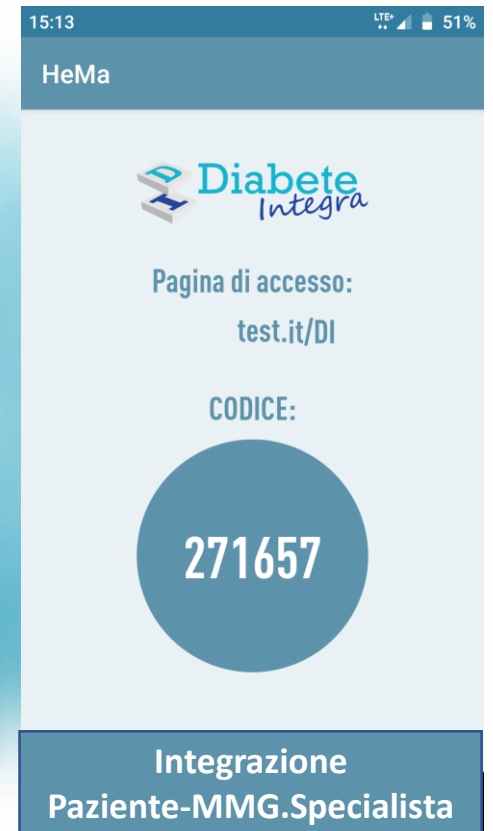 15:13 LTE+ 51%
HeMa
DI Diabete
Integra
Pagina di accesso:
test.it/DI
CODICE:
271657
Integrazione
Paziente-MMG.Specialista